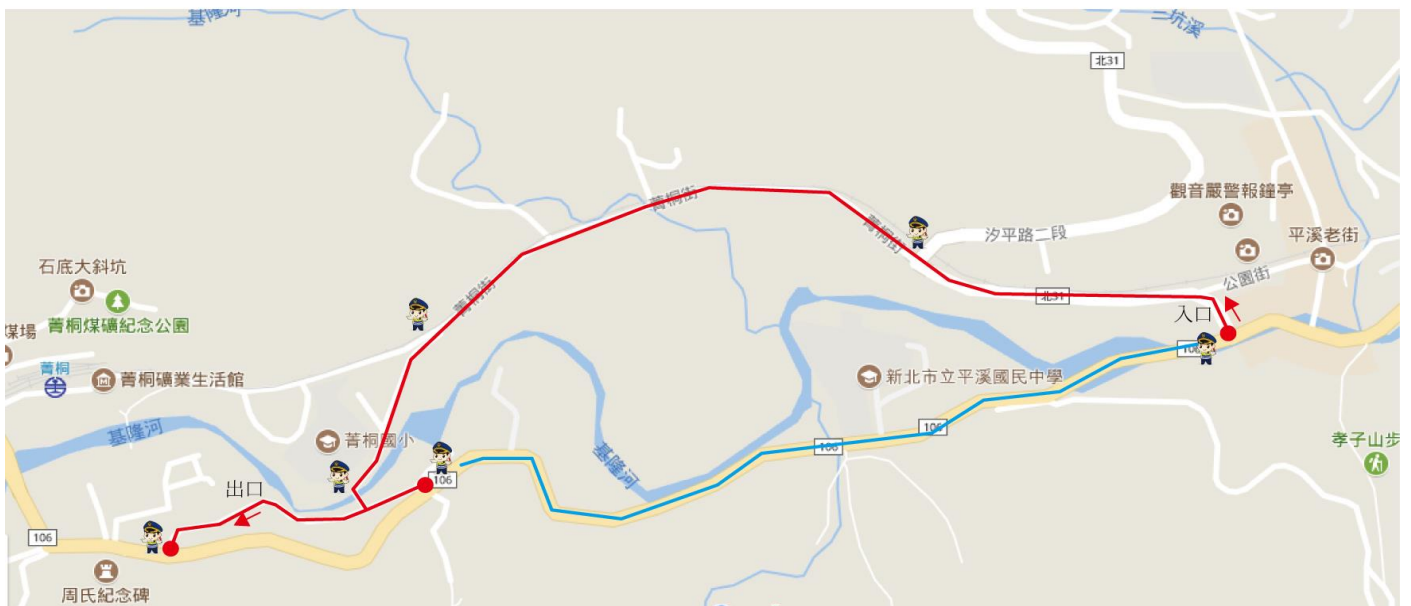 基隆河
三坑溪
北31
觀音嚴警報鐘亭
菁桐街
菁桐街
汐平路二段
平溪老街
石底大斜坑
公園街
菁桐街
北31
入口
菁桐煤礦紀念公園
煤場
106
菁桐
菁桐礦業生活館
新北市立平溪國民中學
基隆河
菁桐國小
106
106
孝子山步
基隆河
106
出口
106
周氏紀念碑